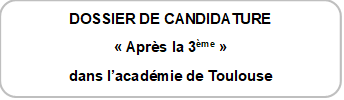 DOSSIER DE CANDIDATURE
« Après la 3ème »
dans l'académie de Toulouse